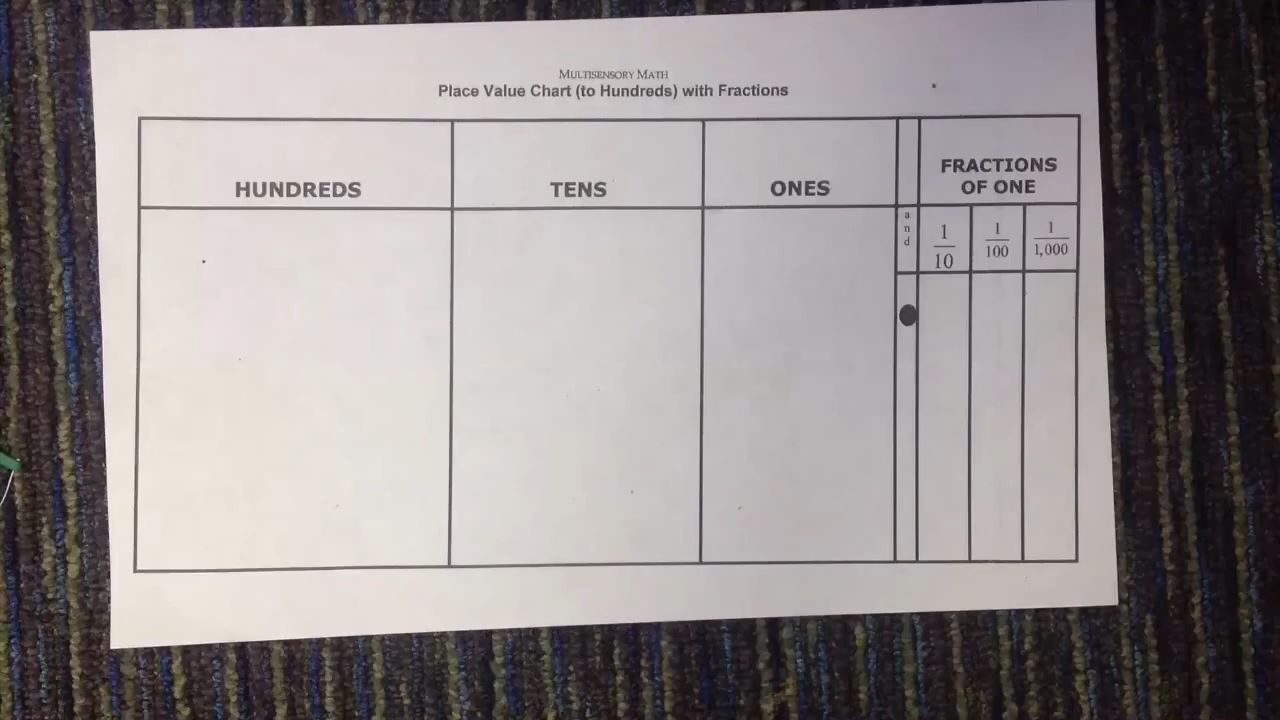 MULTISENSORY MATH
Place Value Chart (to Hundreds) with Fractions
HUNDREDS
TENS
ONES
FRACTIONS
OF ONE
a
n
d
1
10
1
100
1
1,000